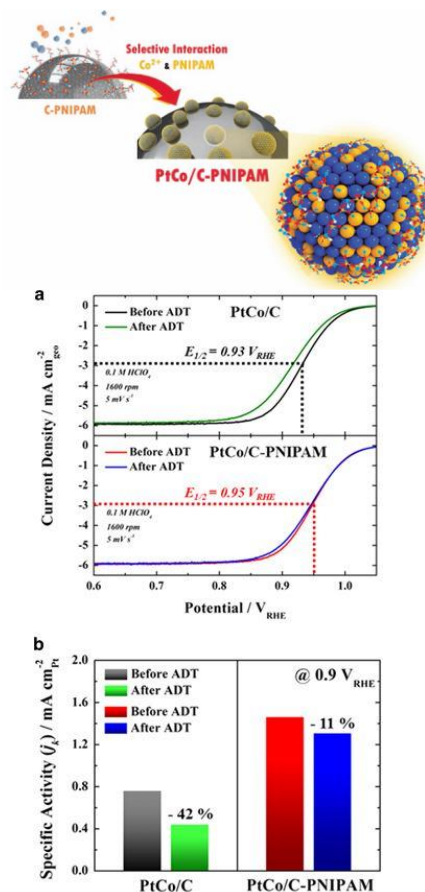 Selective Interaction
Co²⁺ & PNIPAM
C-PNIPAM
PtCo/C-PNIPAM
a
Before ADT
After ADT
PtCo/C
E₁/₂ = 0.93 V_RHE
0.1 M HClO₄
1600 rpm
5 mV s⁻¹
0
-1
-2
-3
-4
-5
-6
Before ADT
After ADT
PtCo/C-PNIPAM
E₁/₂ = 0.95 V_RHE
0.1 M HClO₄
1600 rpm
5 mV s⁻¹
0
-1
-2
-3
-4
-5
-6
Current Density / mA cm⁻²geo
0.6 0.7 0.8 0.9 1.0
Potential / V_RHE
b
Specific Activity (jₖ) / mA cm⁻²Pt
2.0
1.6
1.2
0.8
0.4
0.0
Before ADT
After ADT
Before ADT
After ADT
@ 0.9 V_RHE
- 42 %
- 11 %
PtCo/C PtCo/C-PNIPAM